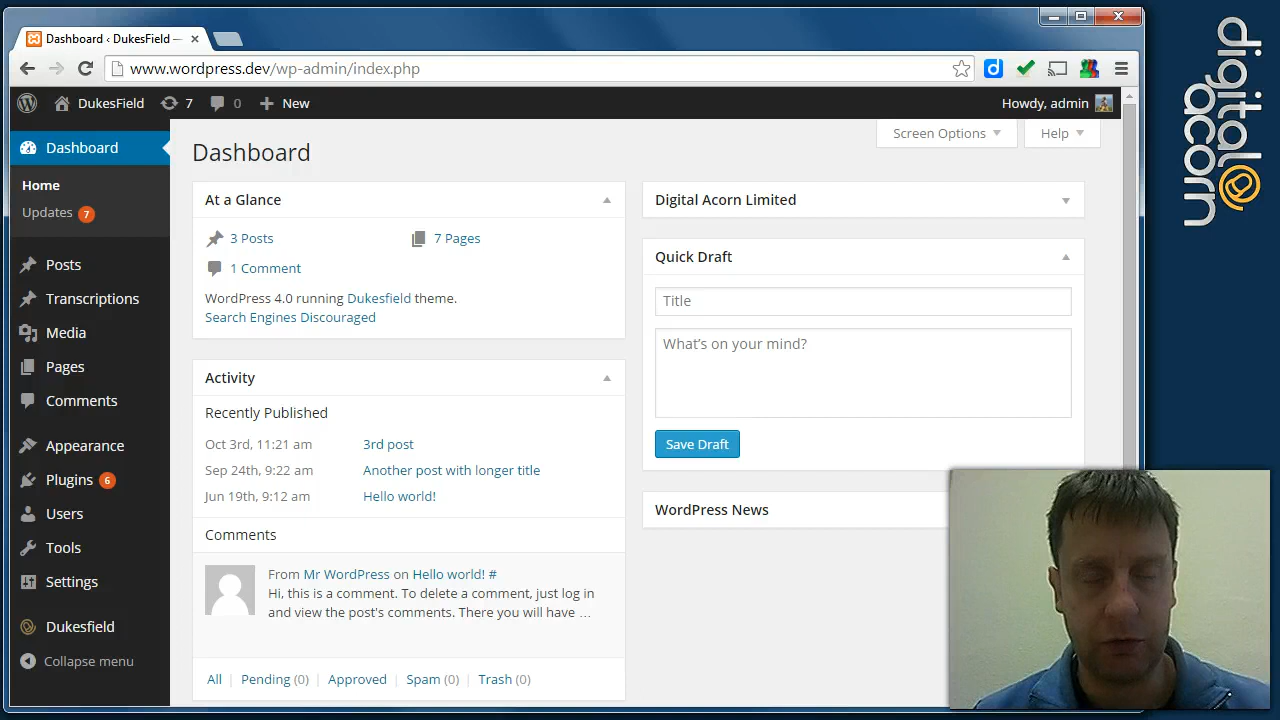 Dashboard ‹ DukesField —
www.wordpress.dev/wp-admin/index.php
DukesField 7 0 New Howdy, admin
Dashboard
Home
Updates 7
Posts
Transcriptions
Media
Pages
Comments
Appearance
Plugins 6
Users
Tools
Settings
Dukesfield
Collapse menu
Screen Options Help
Dashboard
At a Glance
3 Posts 7 Pages
1 Comment
WordPress 4.0 running Dukesfield theme.
Search Engines Discouraged
Activity
Recently Published
Oct 3rd, 11:21 am 3rd post
Sep 24th, 9:22 am Another post with longer title
Jun 19th, 9:12 am Hello world!
Comments
From Mr WordPress on Hello world! #
Hi, this is a comment. To delete a comment, just log in
and view the post's comments. There you will have …
All | Pending (0) | Approved | Spam (0) | Trash (0)
Digital Acorn Limited
Quick Draft
Title
What's on your mind?
Save Draft
WordPress News
digital
acorn